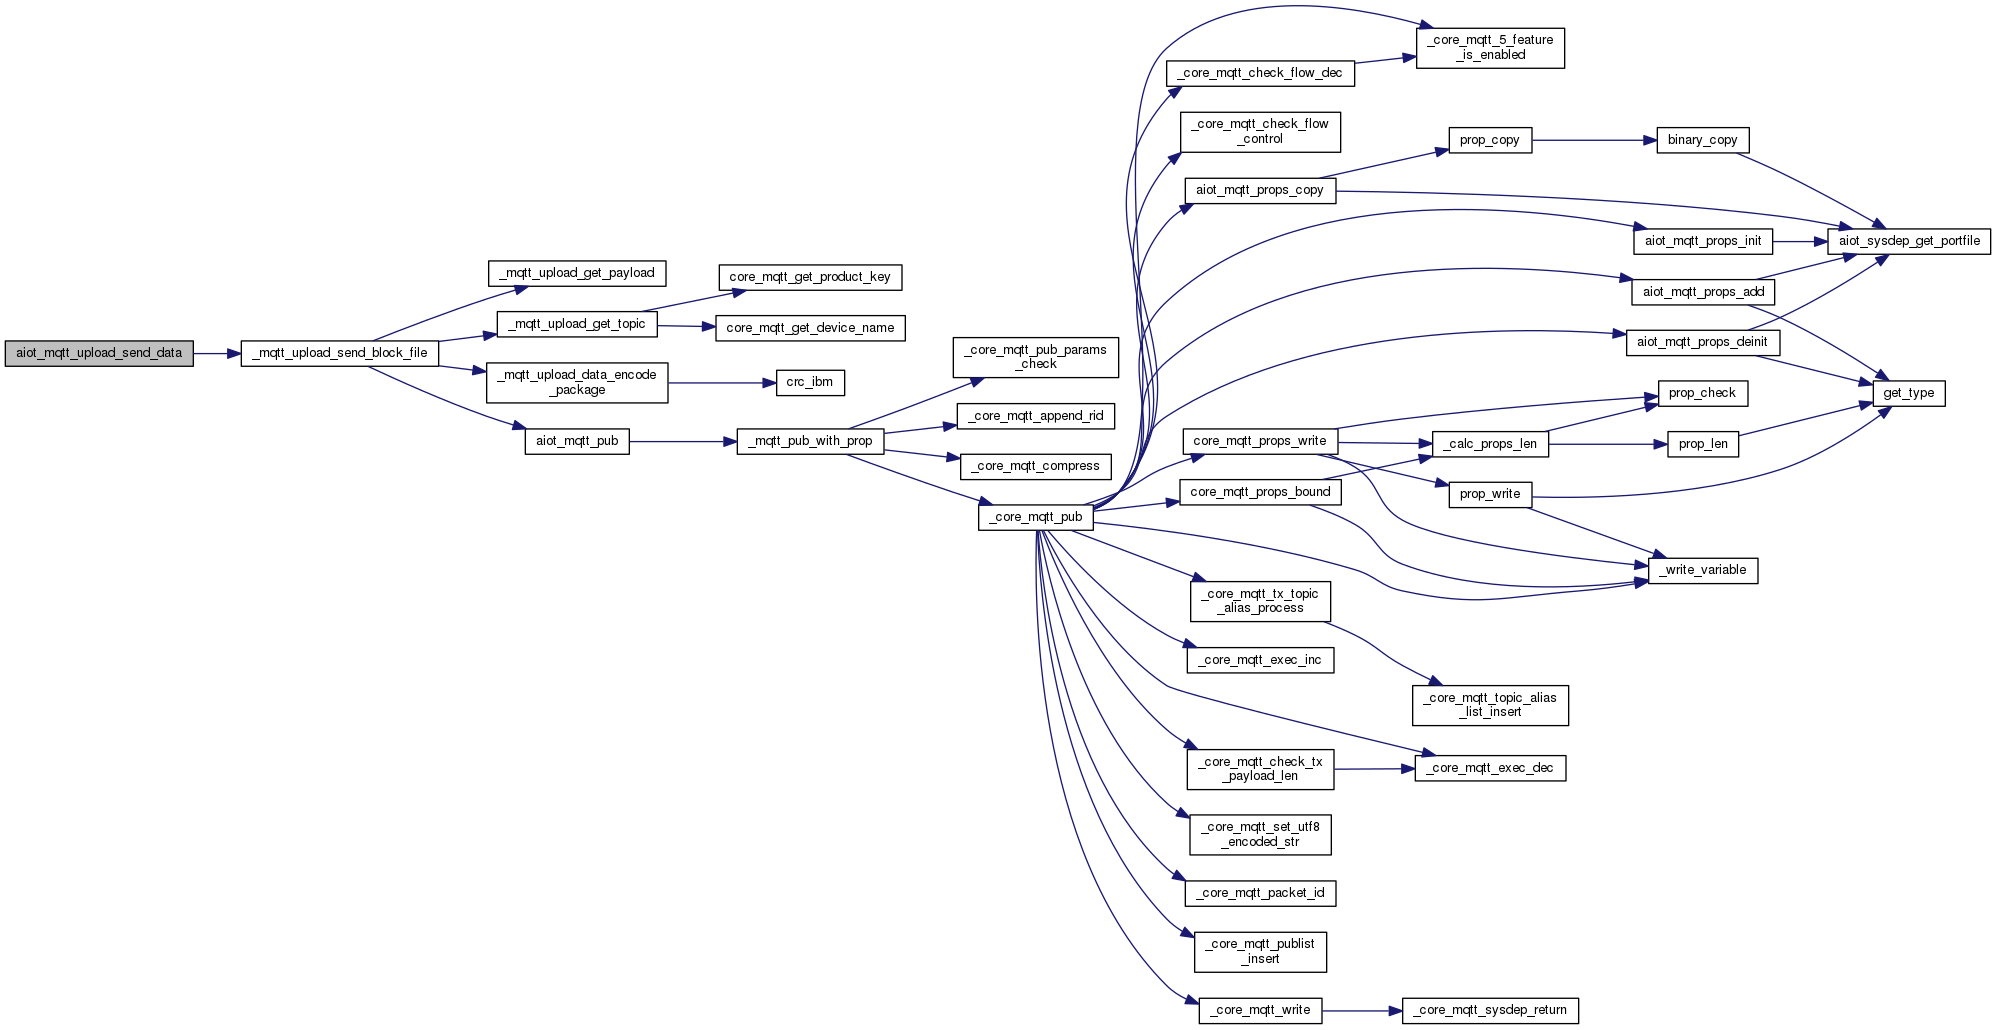 aiot_mqtt_upload_send_data
_mqtt_upload_send_block_file
_mqtt_upload_get_payload
_mqtt_upload_get_topic
_mqtt_upload_data_encode
_package
aiot_mqtt_pub
core_mqtt_get_product_key
core_mqtt_get_device_name
crc_ibm
_mqtt_pub_with_prop
_core_mqtt_pub_params
_check
_core_mqtt_append_rid
_core_mqtt_compress
_core_mqtt_pub
_core_mqtt_5_feature
_is_enabled
_core_mqtt_check_flow_dec
_core_mqtt_check_flow
_control
aiot_mqtt_props_copy
prop_copy
binary_copy
aiot_mqtt_props_init
aiot_sysdep_get_portfile
aiot_mqtt_props_add
aiot_mqtt_props_deinit
get_type
prop_check
core_mqtt_props_write
_calc_props_len
prop_len
core_mqtt_props_bound
prop_write
_write_variable
_core_mqtt_tx_topic
_alias_process
_core_mqtt_exec_inc
_core_mqtt_topic_alias
_list_insert
_core_mqtt_check_tx
_payload_len
_core_mqtt_exec_dec
_core_mqtt_set_utf8
_encoded_str
_core_mqtt_packet_id
_core_mqtt_publist
_insert
_core_mqtt_write
_core_mqtt_sysdep_return